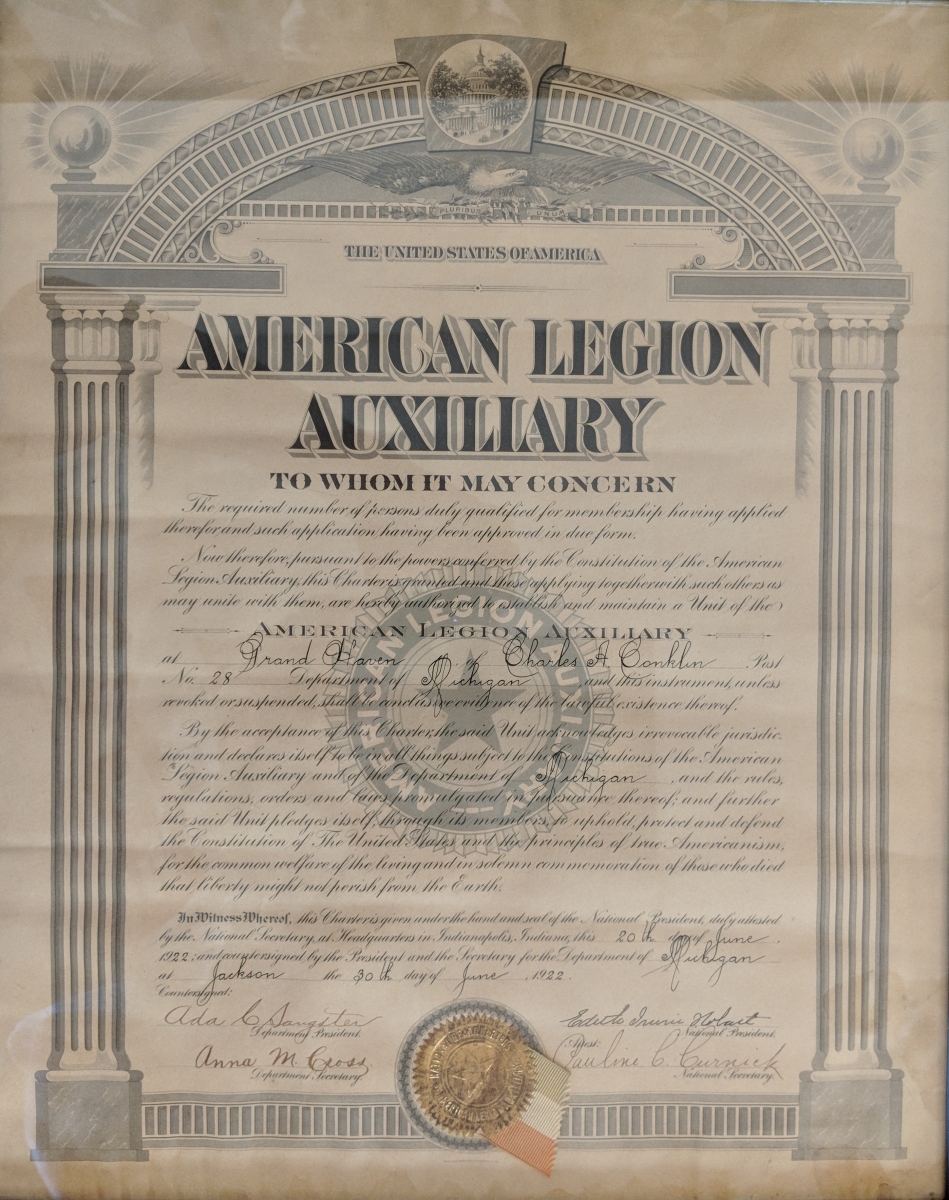 PLURIBUS UNUM
THE UNITED STATES OF AMERICA
AMERICAN LEGION
AUXILIARY
TO WHOM IT MAY CONCERN
The required number of persons duly qualified for membership having applied
therefor and such application having been approved in due form.
Now therefore, pursuant to the powers conferred by the Constitution of the American
Legion Auxiliary, this Charter is granted and those applying together with such others as
may unite with them, are hereby authorized to establish and maintain a Unit of the
AMERICAN LEGION AUXILIARY
at Grand Haven of Charles A. Conklin Post
No. 28 Department of Michigan and this instrument, unless
revoked or suspended, shall be conclusive evidence of the lawful existence thereof.
By the acceptance of this Charter, the said Unit acknowledges irrevocable jurisdic-
tion and declares itself to be in all things subject to the Constitutions of the American
Legion Auxiliary and of the Department of Michigan, and the rules,
regulations, orders and laws promulgated in pursuance thereof; and further
the said Unit pledges itself, through its members, to uphold, protect and defend
the Constitution of The United States and the principles of true Americanism,
for the common welfare of the living and in solemn commemoration of those who died
that liberty might not perish from the Earth.
In Witness Whereof, this Charter is given under the hand and seal of the National President, duly attested
by the National Secretary, at Headquarters in Indianapolis, Indiana, this 20th day of June,
1922; and countersigned by the President and the Secretary for the Department of Michigan
at Jackson the 30th day of June, 1922.
Countersigned:
Ada C Sangster Edith Irwin Hobart
Department President. National President.
Attest:
Anna M. Cross Pauline C. Curnick
Department Secretary. National Secretary.
AMERICAN LEGION AUXILIARY